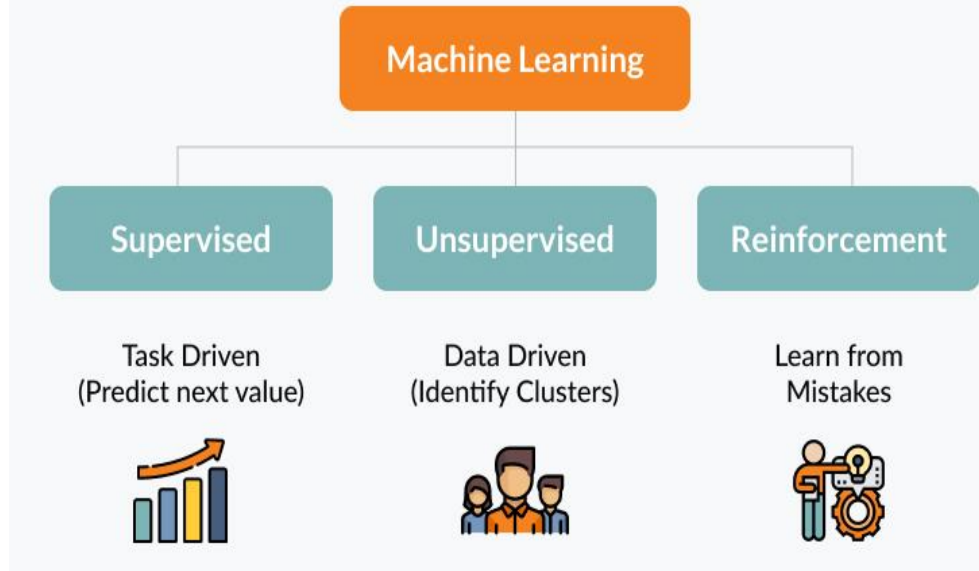 Machine Learning
Supervised
Unsupervised
Reinforcement
Task Driven
(Predict next value)
Data Driven
(Identify Clusters)
Learn from
Mistakes